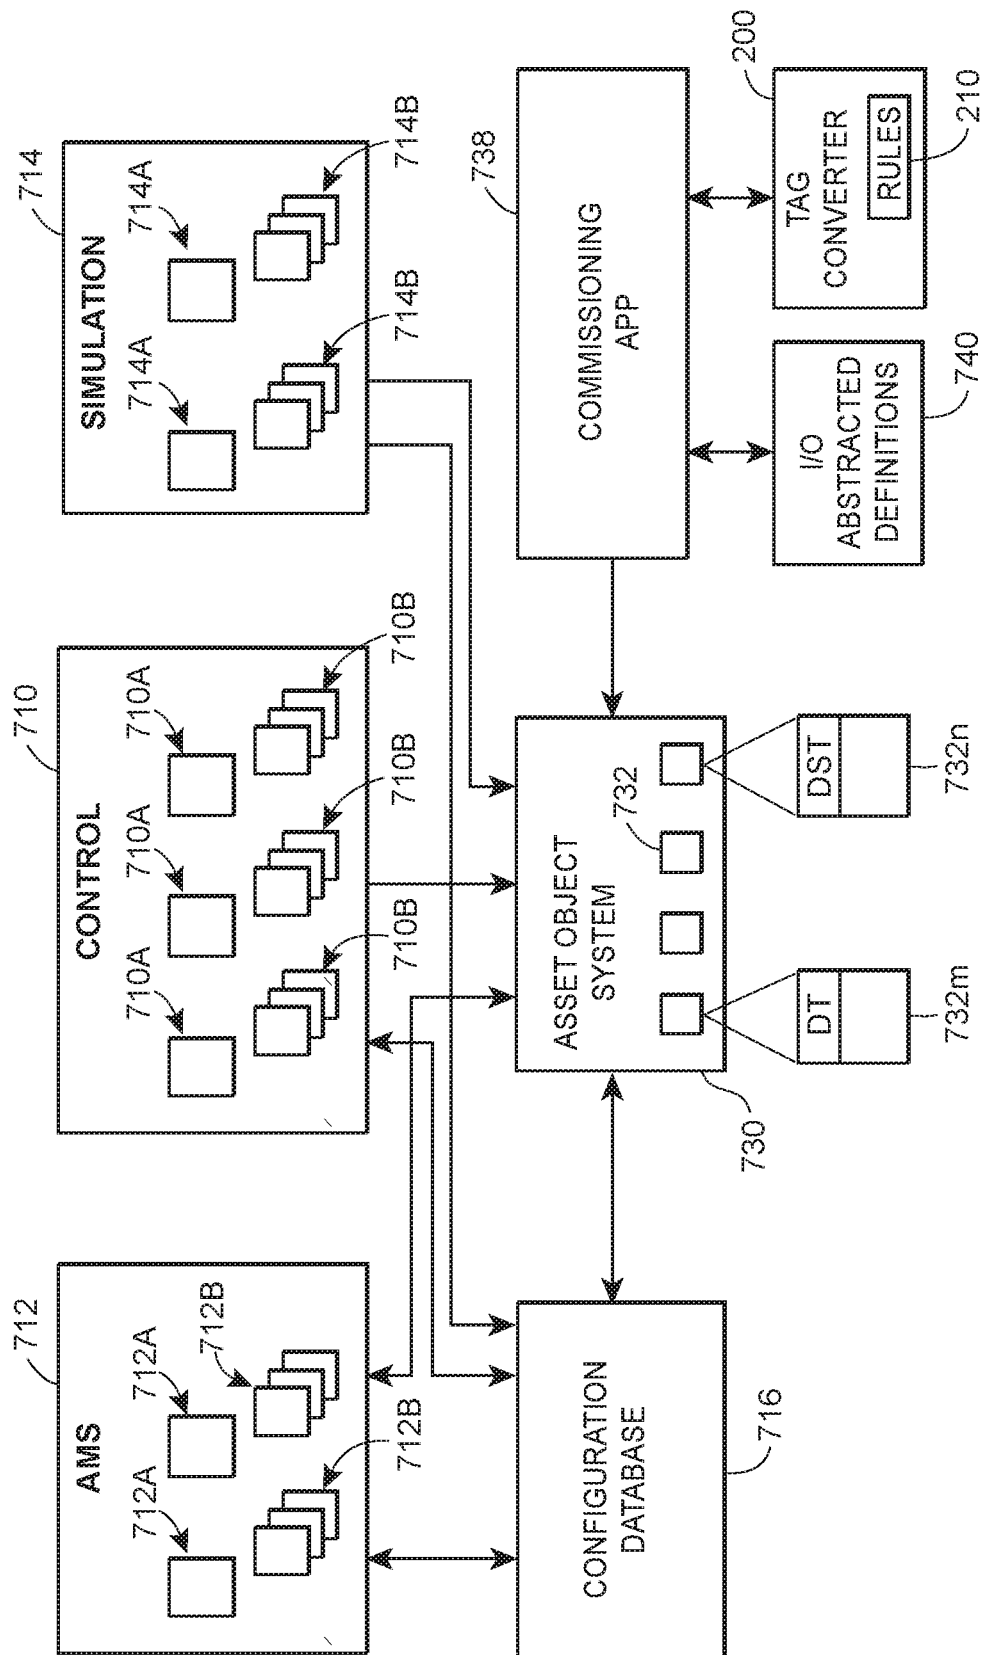 712
AMS
712A
712A
712B
712B
710
CONTROL
710A
710A
710A
710B
710B
710B
714
SIMULATION
714A
714A
714B
714B
CONFIGURATION
DATABASE
716
ASSET OBJECT
SYSTEM
732
730
DT
732m
DST
732n
738
COMMISSIONING
APP
I/O
ABSTRACTED
DEFINITIONS
740
200
TAG
CONVERTER
RULES
210